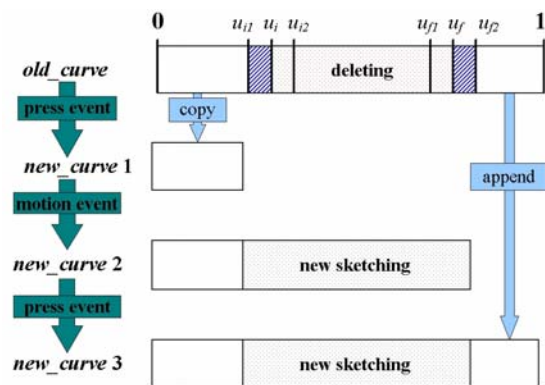 0 u_{i1} u_i u_{i2} u_{f1} u_f u_{f2} 1
old_curve
deleting
press event
copy
new_curve 1
append
motion event
new_curve 2
new sketching
press event
new_curve 3
new sketching